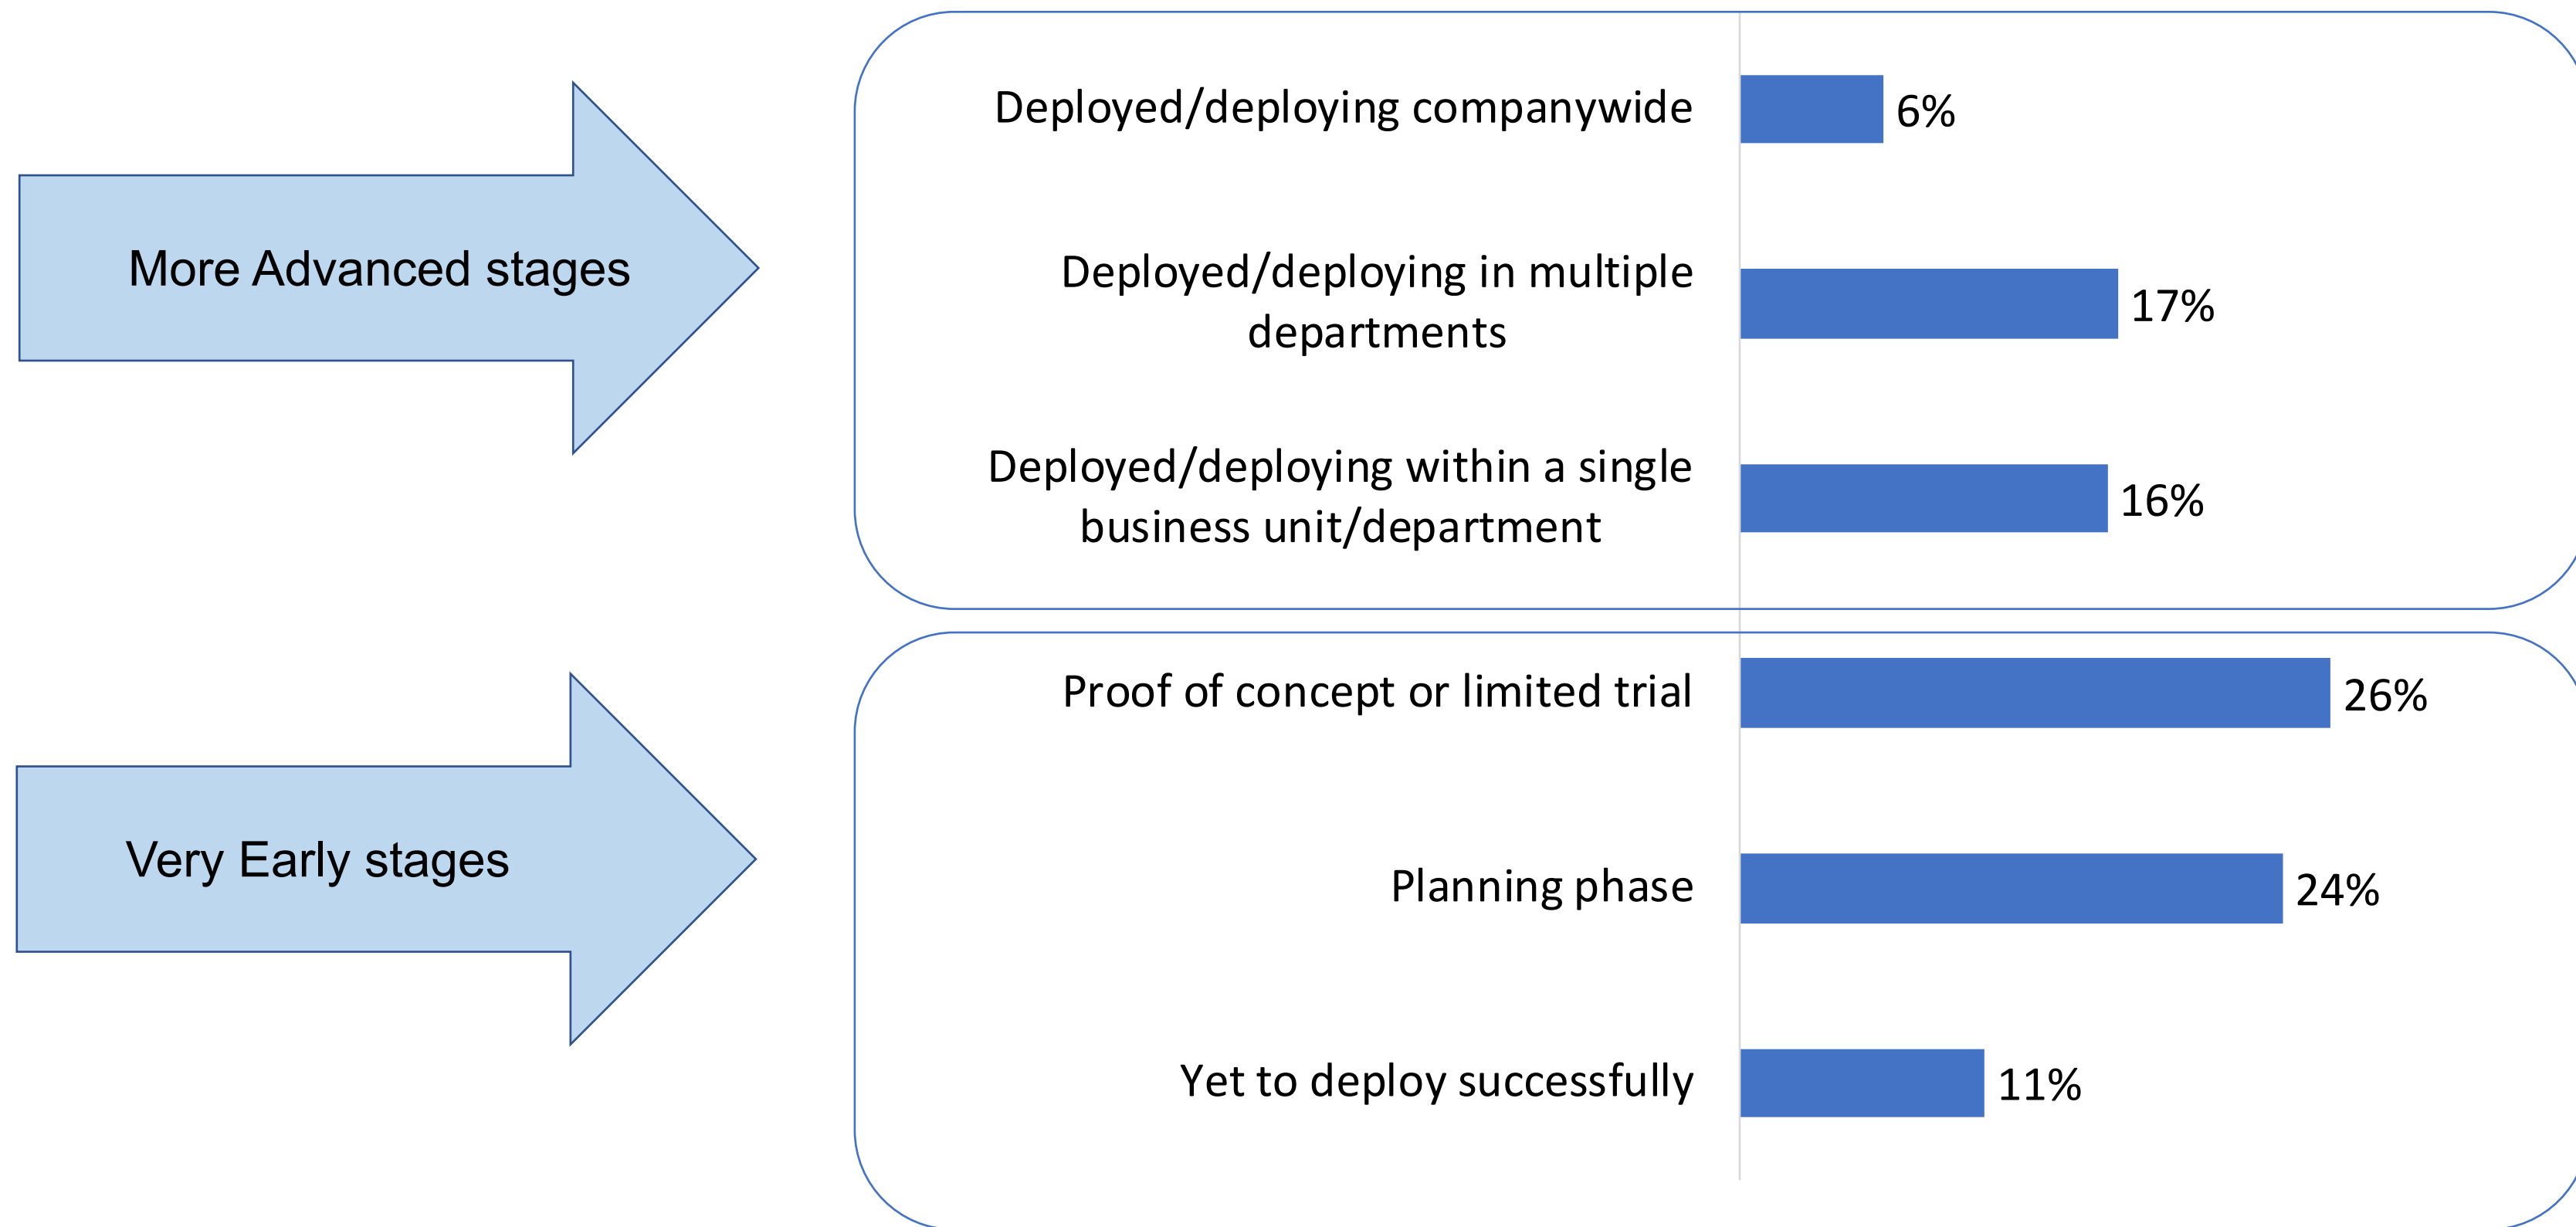 More Advanced stages
Deployed/deploying companywide
6%
Deployed/deploying in multiple
departments
17%
Deployed/deploying within a single
business unit/department
16%
Very Early stages
Proof of concept or limited trial
26%
Planning phase
24%
Yet to deploy successfully
11%